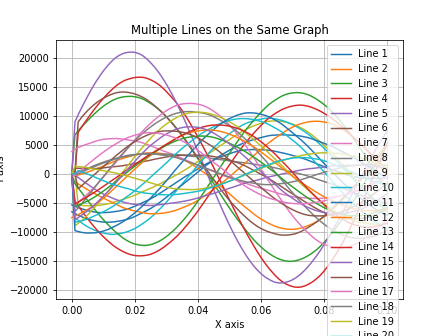 Multiple Lines on the Same Graph
20000
15000
10000
5000
0
−5000
−10000
−15000
−20000
0.00
0.02
0.04
0.06
X axis
Line 1
Line 2
Line 3
Line 4
Line 5
Line 6
Line 7
Line 8
Line 9
Line 10
Line 11
Line 12
Line 13
Line 14
Line 15
Line 16
Line 17
Line 18
Line 19
Line 20